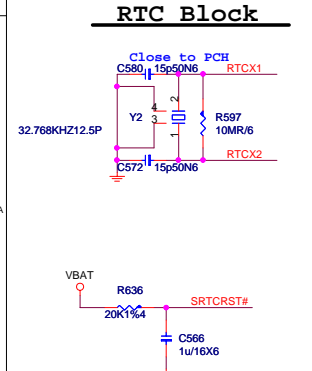 RTC Block
Close to PCH
C580 15p50N6 RTCX1
2
4
Y2 3
R597
10MR/6
32.768KHZ12.5P
1
RTCX2
C572 15p50N6
A
VBAT
R636
SRTCRST#
20K1%4
C566
1u/16X6